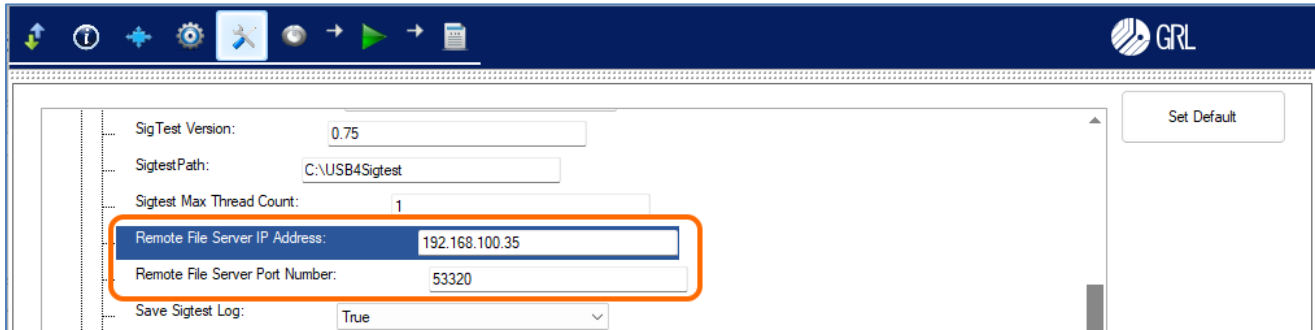 GRL
Set Default
SigTest Version: 0.75
SigtestPath: C:\USB4Sigtest
Sigtest Max Thread Count: 1
Remote File Server IP Address: 192.168.100.35
Remote File Server Port Number: 53320
Save Sigtest Log: True